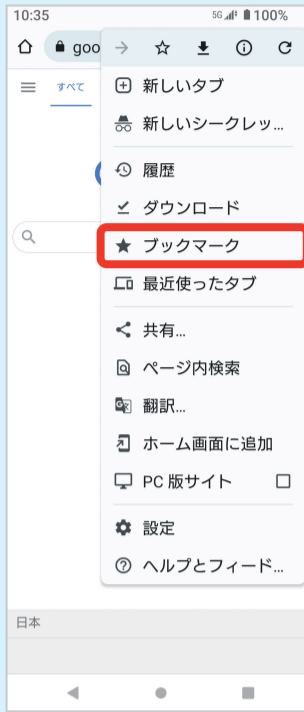 10:35 5G 100%
goo
すべて
新しいタブ
新しいシークレッ...
履歴
ダウンロード
ブックマーク
最近使ったタブ
共有...
ページ内検索
翻訳...
ホーム画面に追加
PC 版サイト
設定
ヘルプとフィード...
日本